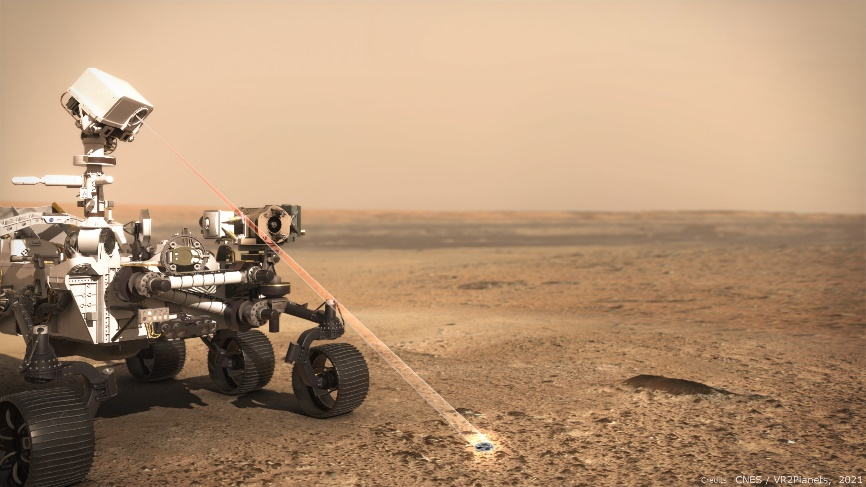 Credits CNES / VR2Planets, 2021